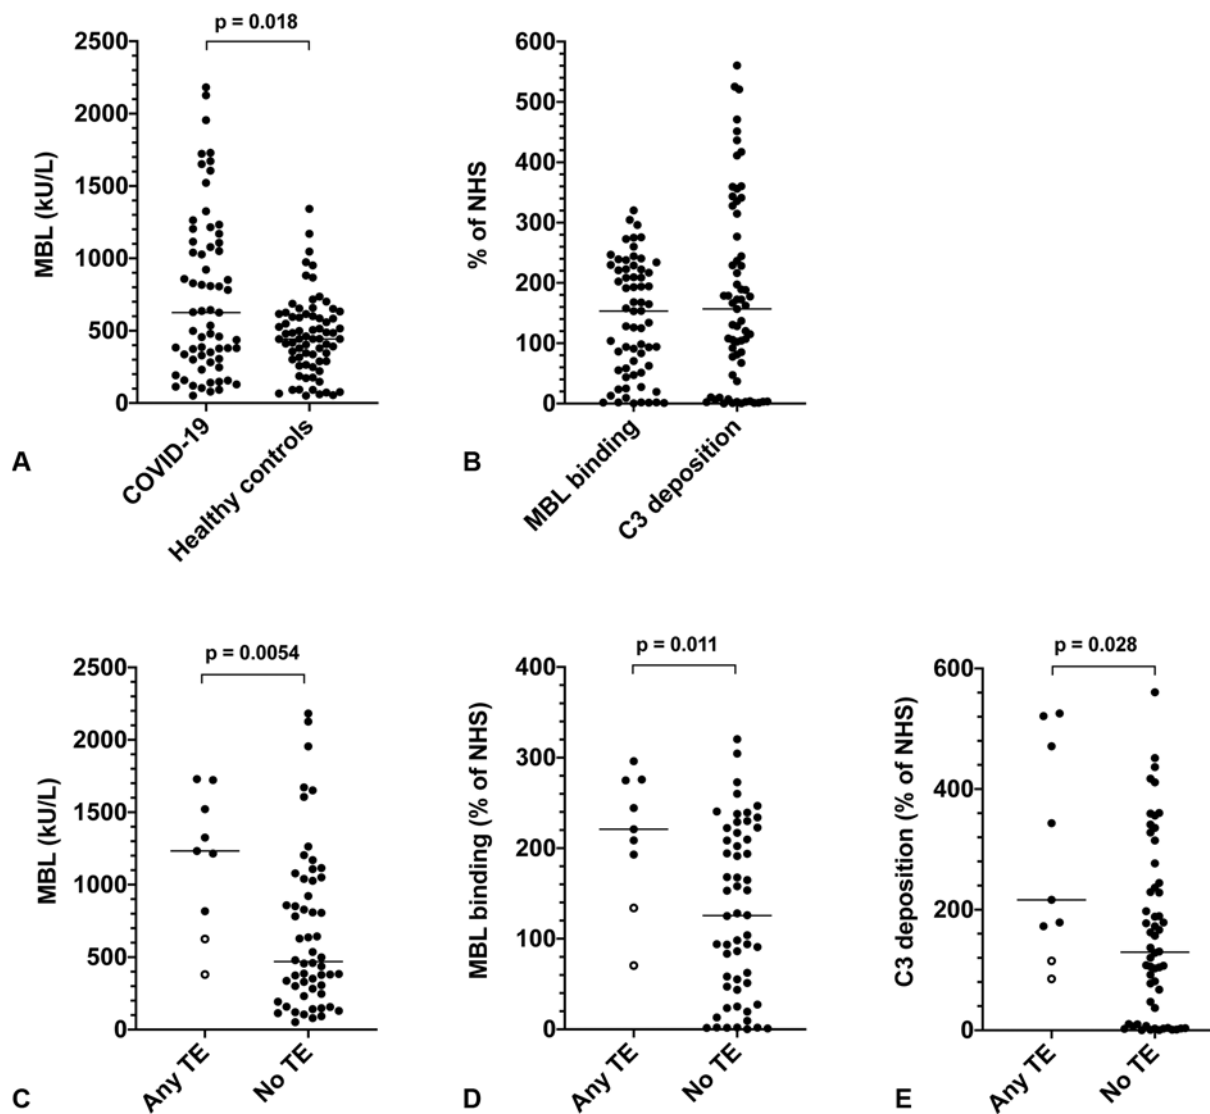 p = 0.018
2500
2000
1500
1000
500
0
MBL (kU/L)
COVID-19
Healthy controls
A
600
500
400
300
200
100
0
% of NHS
MBL binding
C3 deposition
B
p = 0.0054
2500
2000
1500
1000
500
0
MBL (kU/L)
Any TE
No TE
C
p = 0.011
400
300
200
100
0
MBL binding (% of NHS)
Any TE
No TE
D
p = 0.028
600
400
200
0
C3 deposition (% of NHS)
Any TE
No TE
E